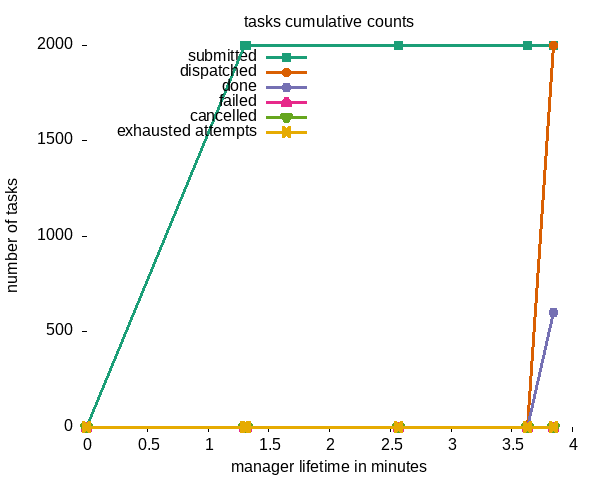 tasks cumulative counts
submitted
dispatched
done
failed
cancelled
exhausted attempts
number of tasks
2000
1500
1000
500
0
0 0.5 1 1.5 2 2.5 3 3.5 4
manager lifetime in minutes